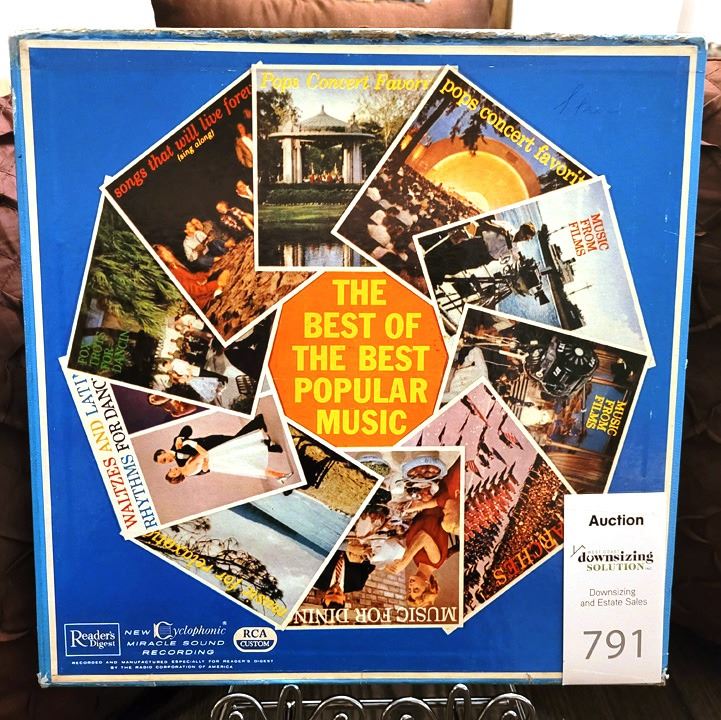 Pops Concert Favori
pops concert favorit
songs that will live forev
(sing along)
MUSIC
FROM
FILMS
MUSIC
FROM
FILMS
THE
BEST OF
THE BEST
POPULAR
MUSIC
WALTZES AND LATI
RHYTHMS FOR DANC
MUSIC FOR DINING
ARCHES
Reader's
Digest
NEW Cyclophonic®
MIRACLE SOUND
RECORDING
RCA
CUSTOM
RECORDED AND MANUFACTURED ESPECIALLY FOR READER'S DIGEST
BY THE RADIO CORPORATION OF AMERICA
Auction
downsizing
SOLUTION
Downsizing
and Estate Sales
791